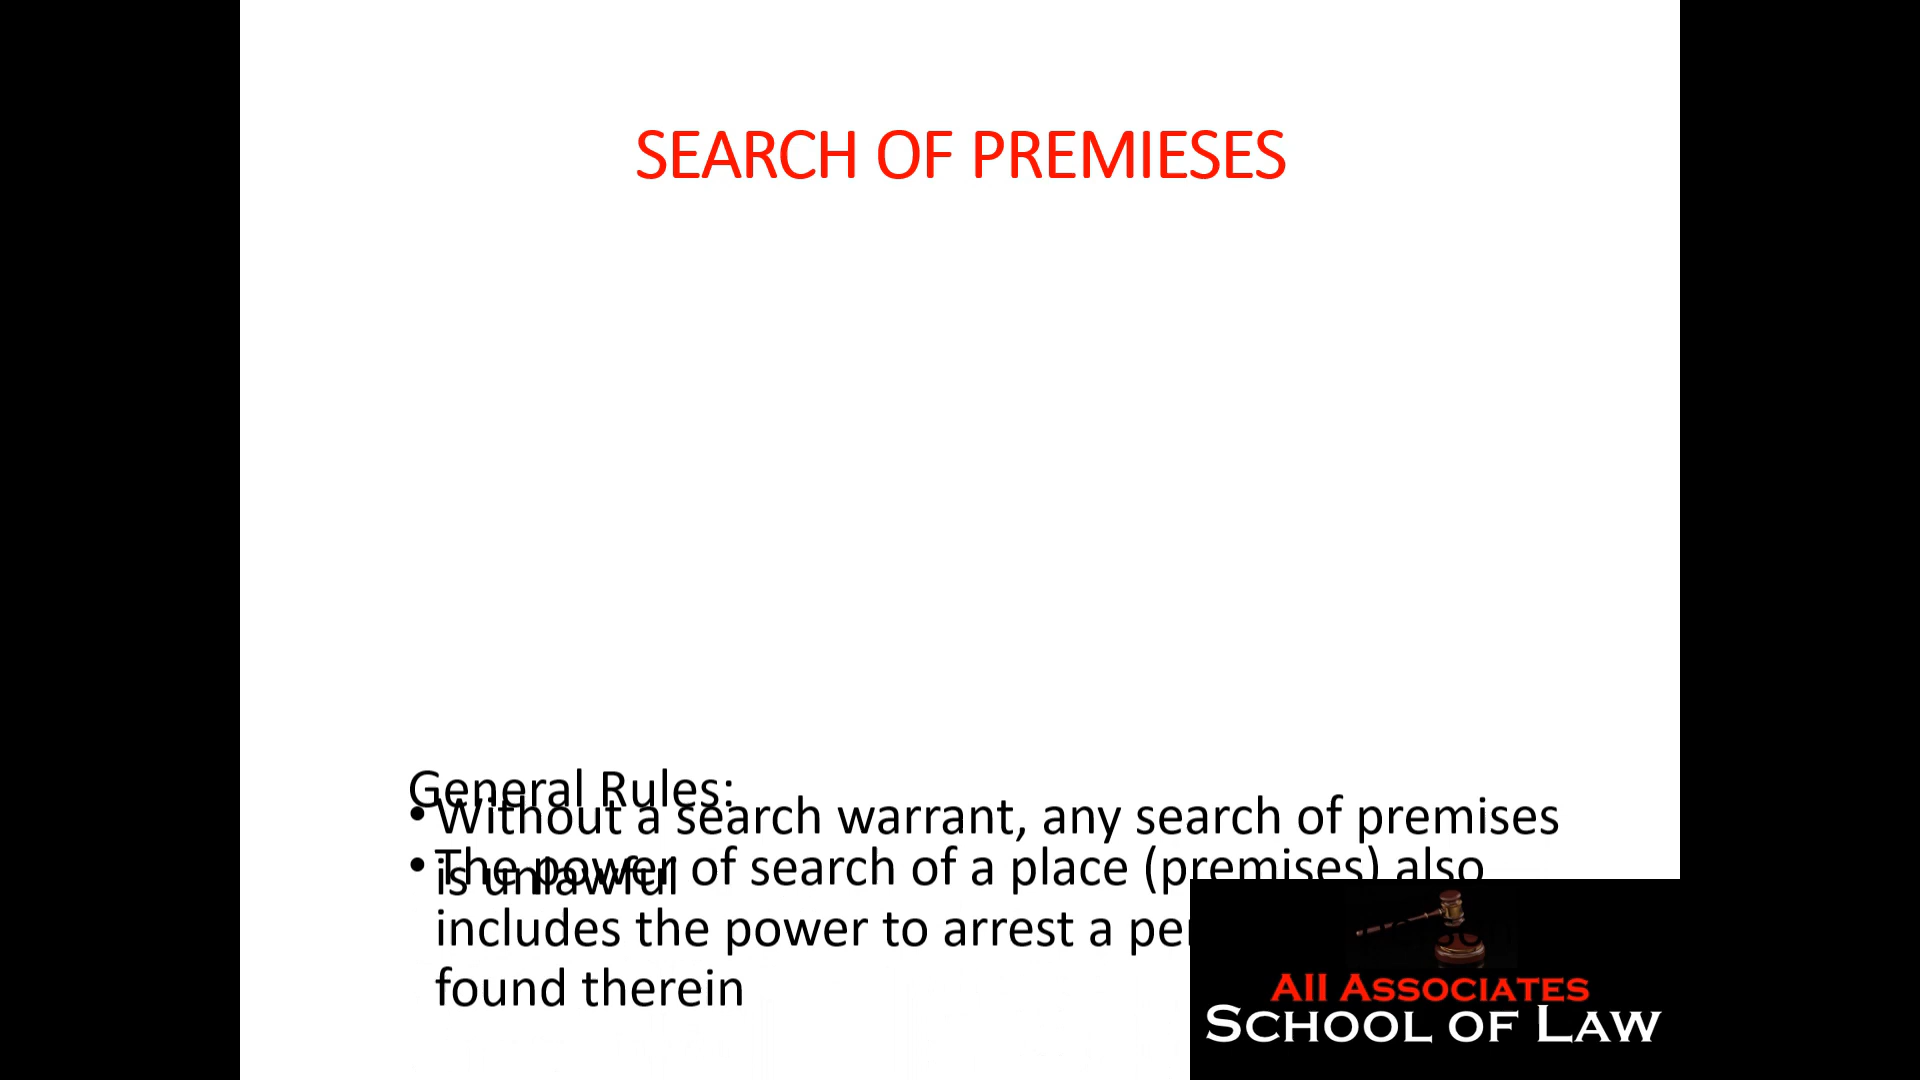 SEARCH OF PREMIESES
General Rules:
• Without a search warrant, any search of premises
is unlawful
• The power of search of a place (premises) also
includes the power to arrest a
found therein
All Associates
School of Law